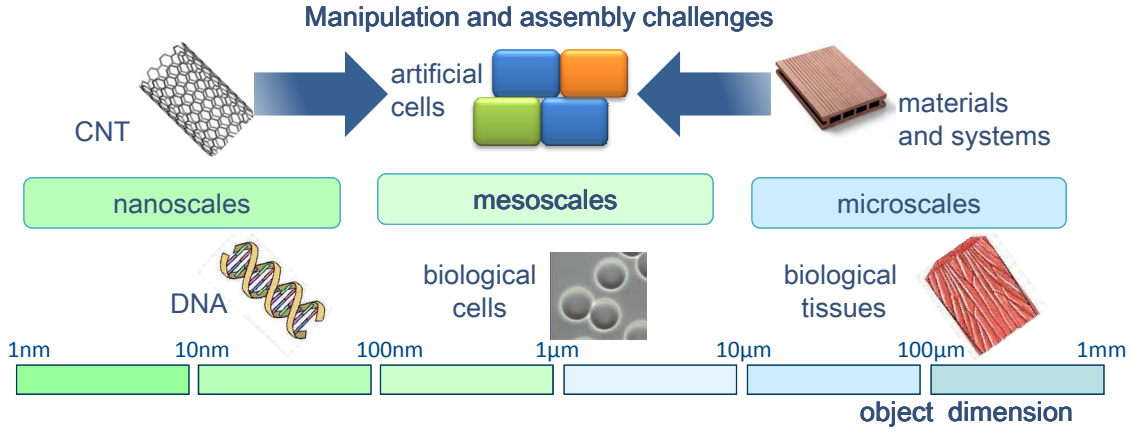 Manipulation and assembly challenges
CNT
artificial
cells
materials
and systems
nanoscales
mesoscales
microscales
DNA
biological
cells
biological
tissues
1nm
10nm
100nm
1µm
10µm
100µm
1mm
object dimension